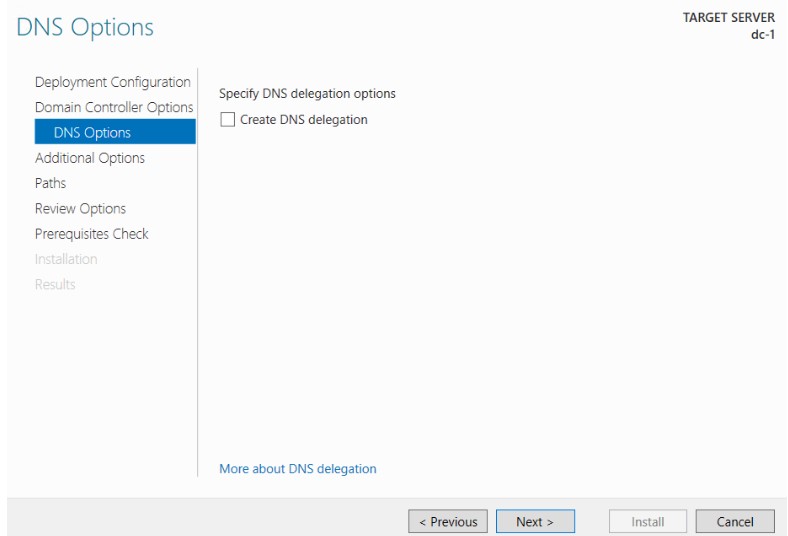 DNS Options
TARGET SERVER
dc-1
Deployment Configuration
Domain Controller Options
DNS Options
Additional Options
Paths
Review Options
Prerequisites Check
Installation
Results
Specify DNS delegation options
Create DNS delegation
More about DNS delegation
< Previous
Next >
Install
Cancel